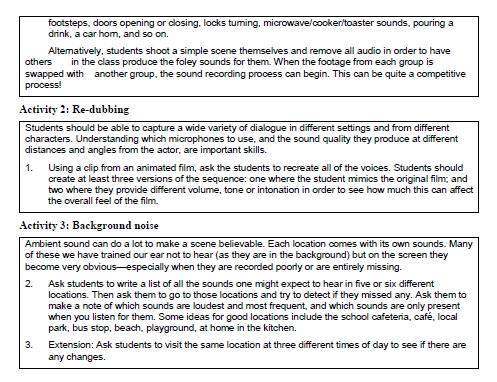 footsteps, doors opening or closing, locks turning, microwave/cooker/toaster sounds, pouring a
drink, a car horn, and so on.
Alternatively, students shoot a simple scene themselves and remove all audio in order to have
others in the class produce the foley sounds for them. When the footage from each group is
swapped with another group, the sound recording process can begin. This can be quite a competitive
process!
Activity 2: Re-dubbing
Students should be able to capture a wide variety of dialogue in different settings and from different
characters. Understanding which microphones to use, and the sound quality they produce at different
distances and angles from the actor, are important skills.
1. Using a clip from an animated film, ask the students to recreate all of the voices. Students should
create at least three versions of the sequence: one where the student mimics the original film; and
two where they provide different volume, tone or intonation in order to see how much this can affect
the overall feel of the film.
Activity 3: Background noise
Ambient sound can do a lot to make a scene believable. Each location comes with its own sounds. Many
of these we have trained our ear not to hear (as they are in the background) but on the screen they
become very obvious—especially when they are recorded poorly or are entirely missing.
2. Ask students to write a list of all the sounds one might expect to hear in five or six different
locations. Then ask them to go to those locations and try to detect if they missed any. Ask them to
make a note of which sounds are loudest and most frequent, and which sounds are only present
when you listen for them. Some ideas for good locations include the school cafeteria, café, local
park, bus stop, beach, playground, at home in the kitchen.
3. Extension: Ask students to visit the same location at three different times of day to see if there are
any changes.